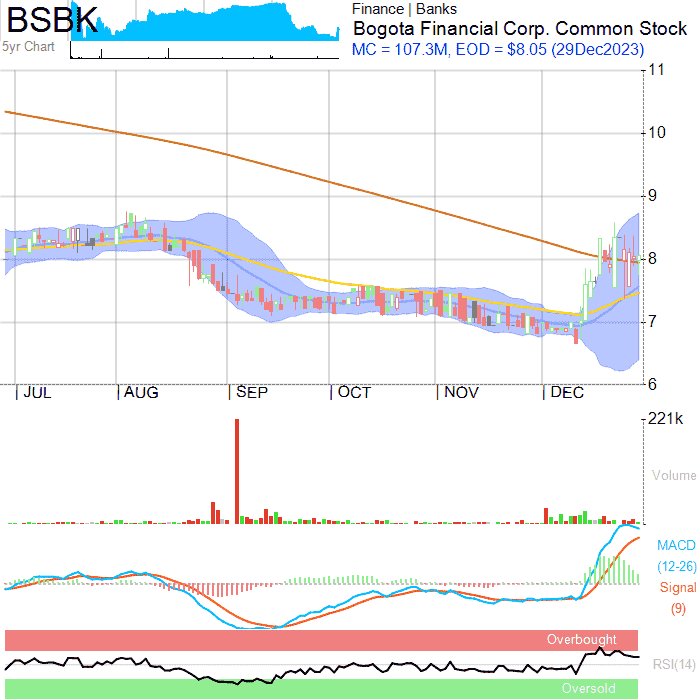 BSBK
5yr Chart
Finance | Banks
Bogota Financial Corp. Common Stock
MC = 107.3M, EOD = $8.05 (29Dec2023)
11
10
9
8
7
6
JUL AUG SEP OCT NOV DEC
221k
Volume
MACD
(12-26)
Signal
(9)
Overbought
RSI(14)
Oversold